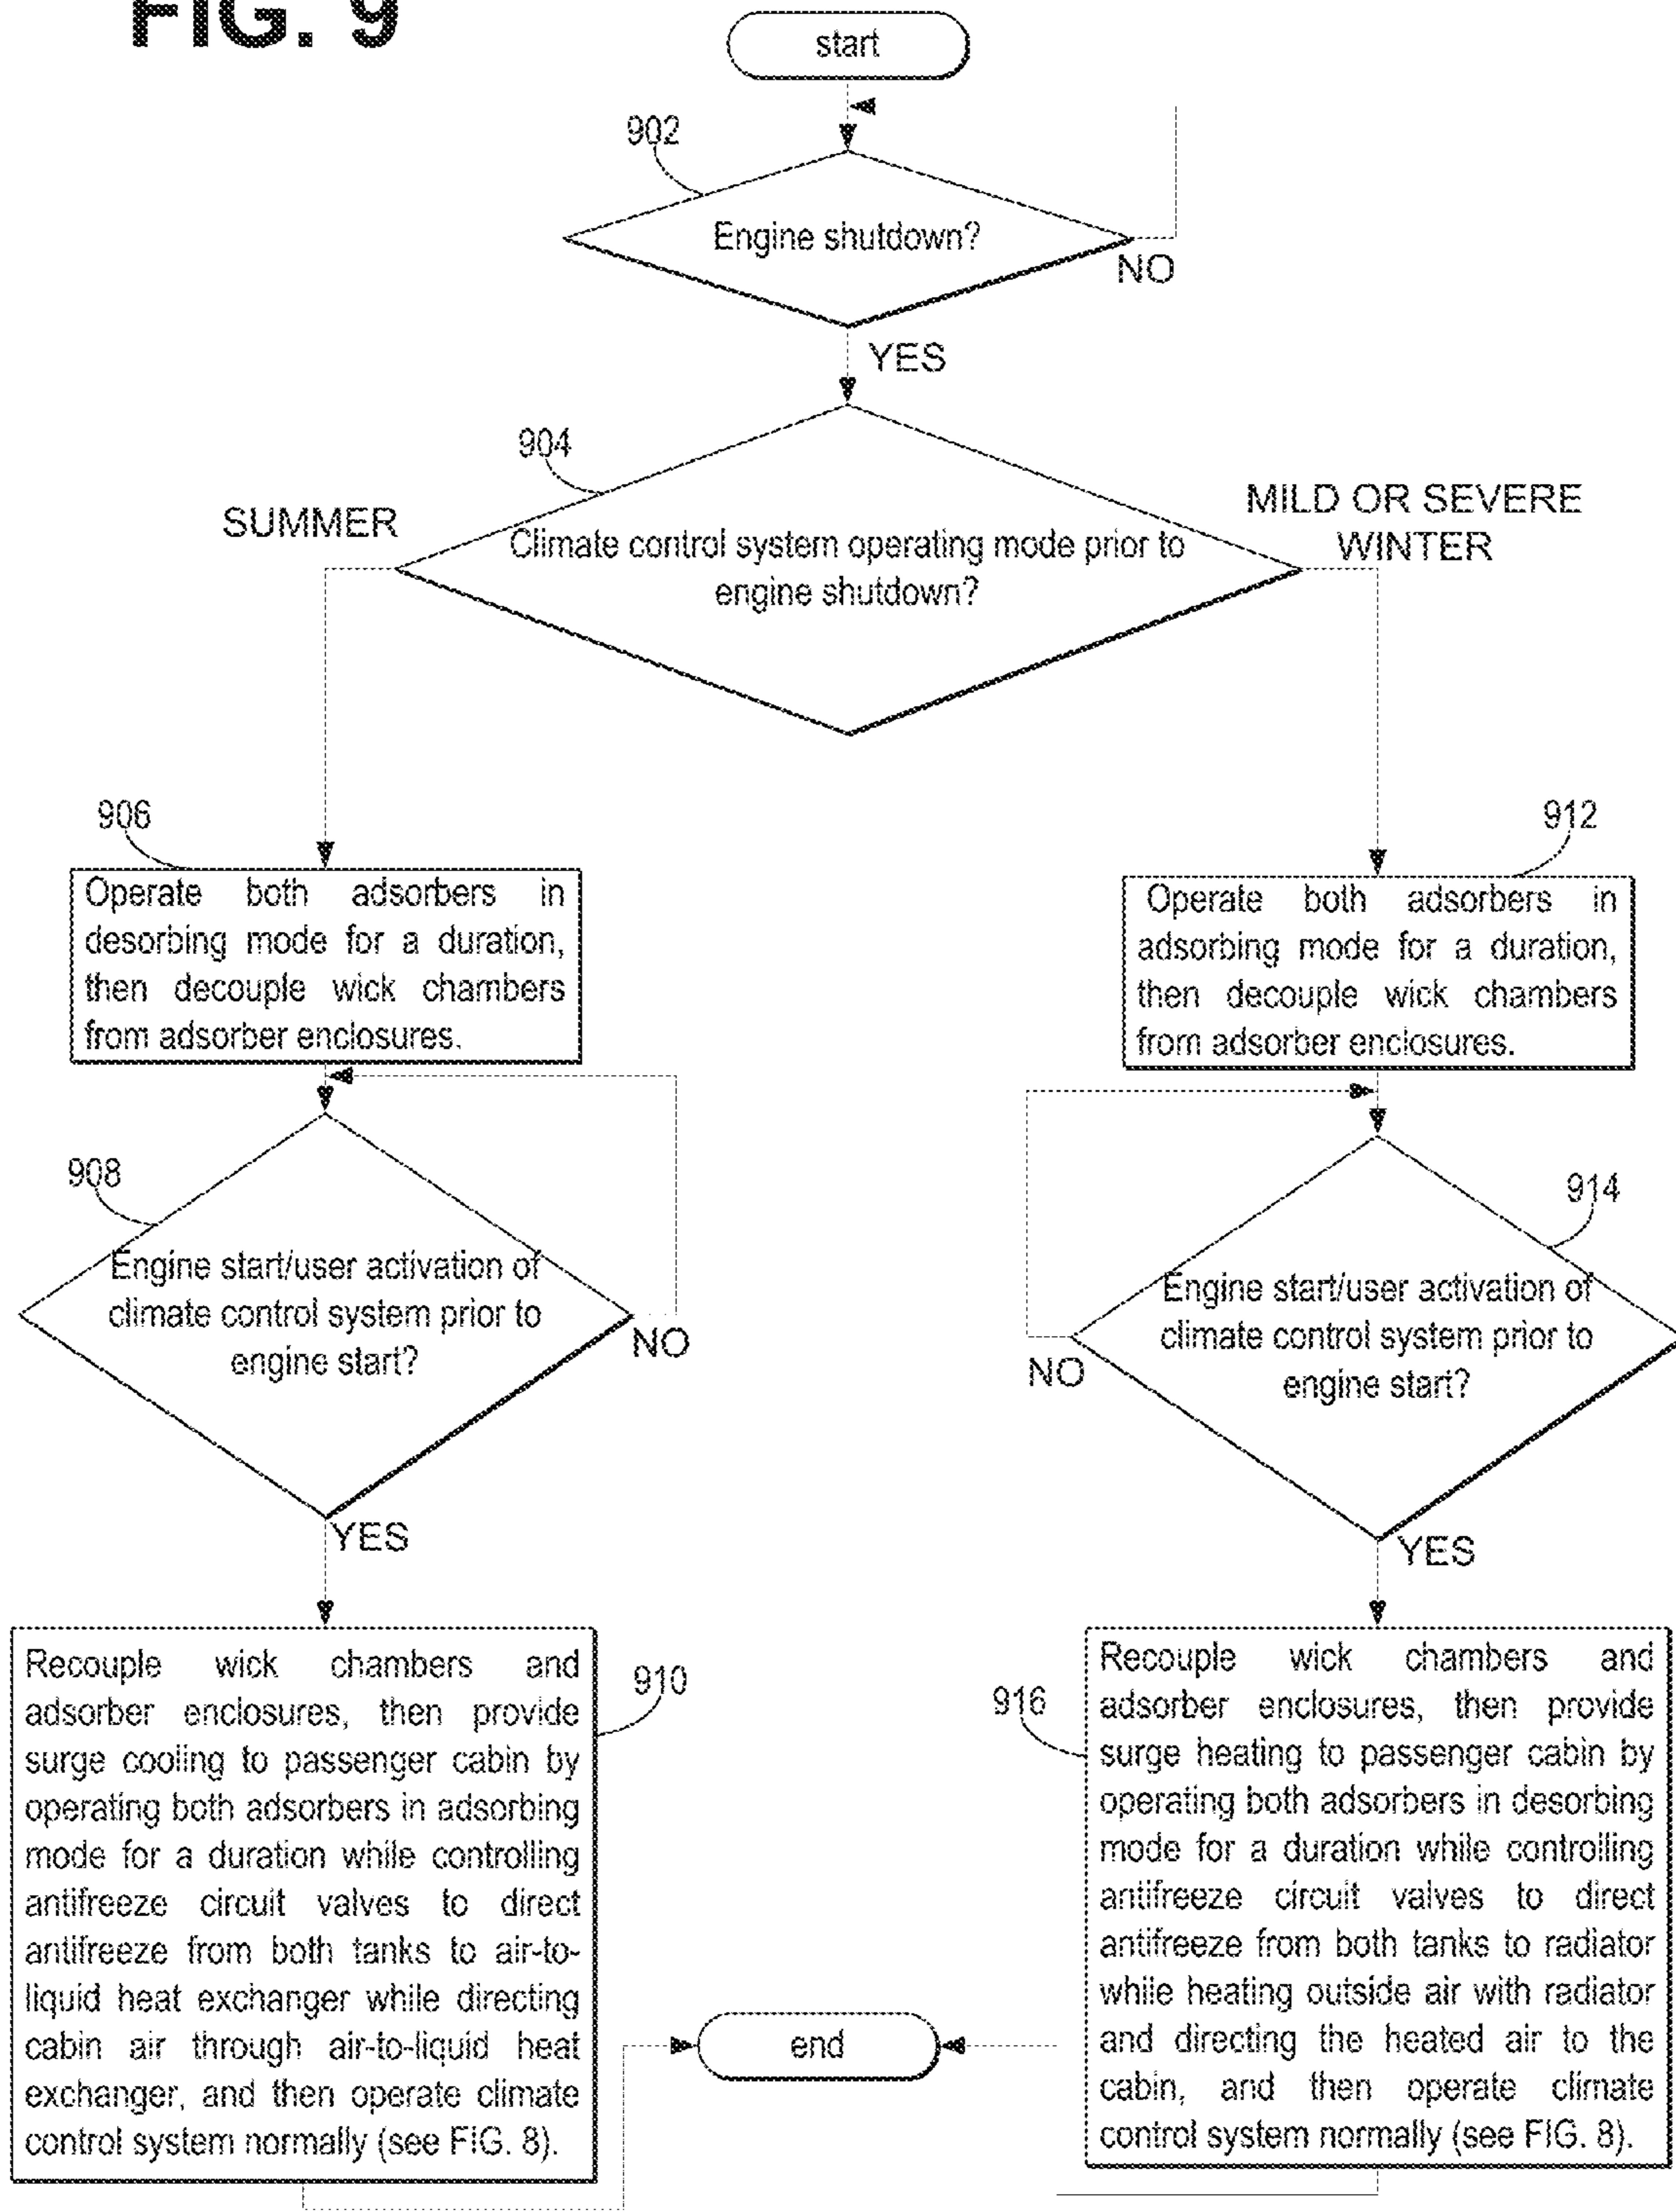 FIG. 9
start
902
Engine shutdown?
NO
YES
904
SUMMER
MILD OR SEVERE
WINTER
Climate control system operating mode prior to
engine shutdown?
906
Operate both adsorbers in
desorbing mode for a duration,
then decouple wick chambers
from adsorber enclosures.
912
Operate both adsorbers in
adsorbing mode for a duration,
then decouple wick chambers
from adsorber enclosures.
908
Engine start/user activation of
climate control system prior to
engine start?
NO
YES
914
Engine start/user activation of
climate control system prior to
engine start?
NO
YES
910
Recouple wick chambers and
adsorber enclosures, then provide
surge cooling to passenger cabin by
operating both adsorbers in adsorbing
mode for a duration while controlling
antifreeze circuit valves to direct
antifreeze from both tanks to air-to-
liquid heat exchanger while directing
cabin air through air-to-liquid heat
exchanger, and then operate climate
control system normally (see FIG. 8).
916
Recouple wick chambers and
adsorber enclosures, then provide
surge heating to passenger cabin by
operating both adsorbers in desorbing
mode for a duration while controlling
antifreeze circuit valves to direct
antifreeze from both tanks to radiator
while heating outside air with radiator
and directing the heated air to the
cabin, and then operate climate
control system normally (see FIG. 8).
end